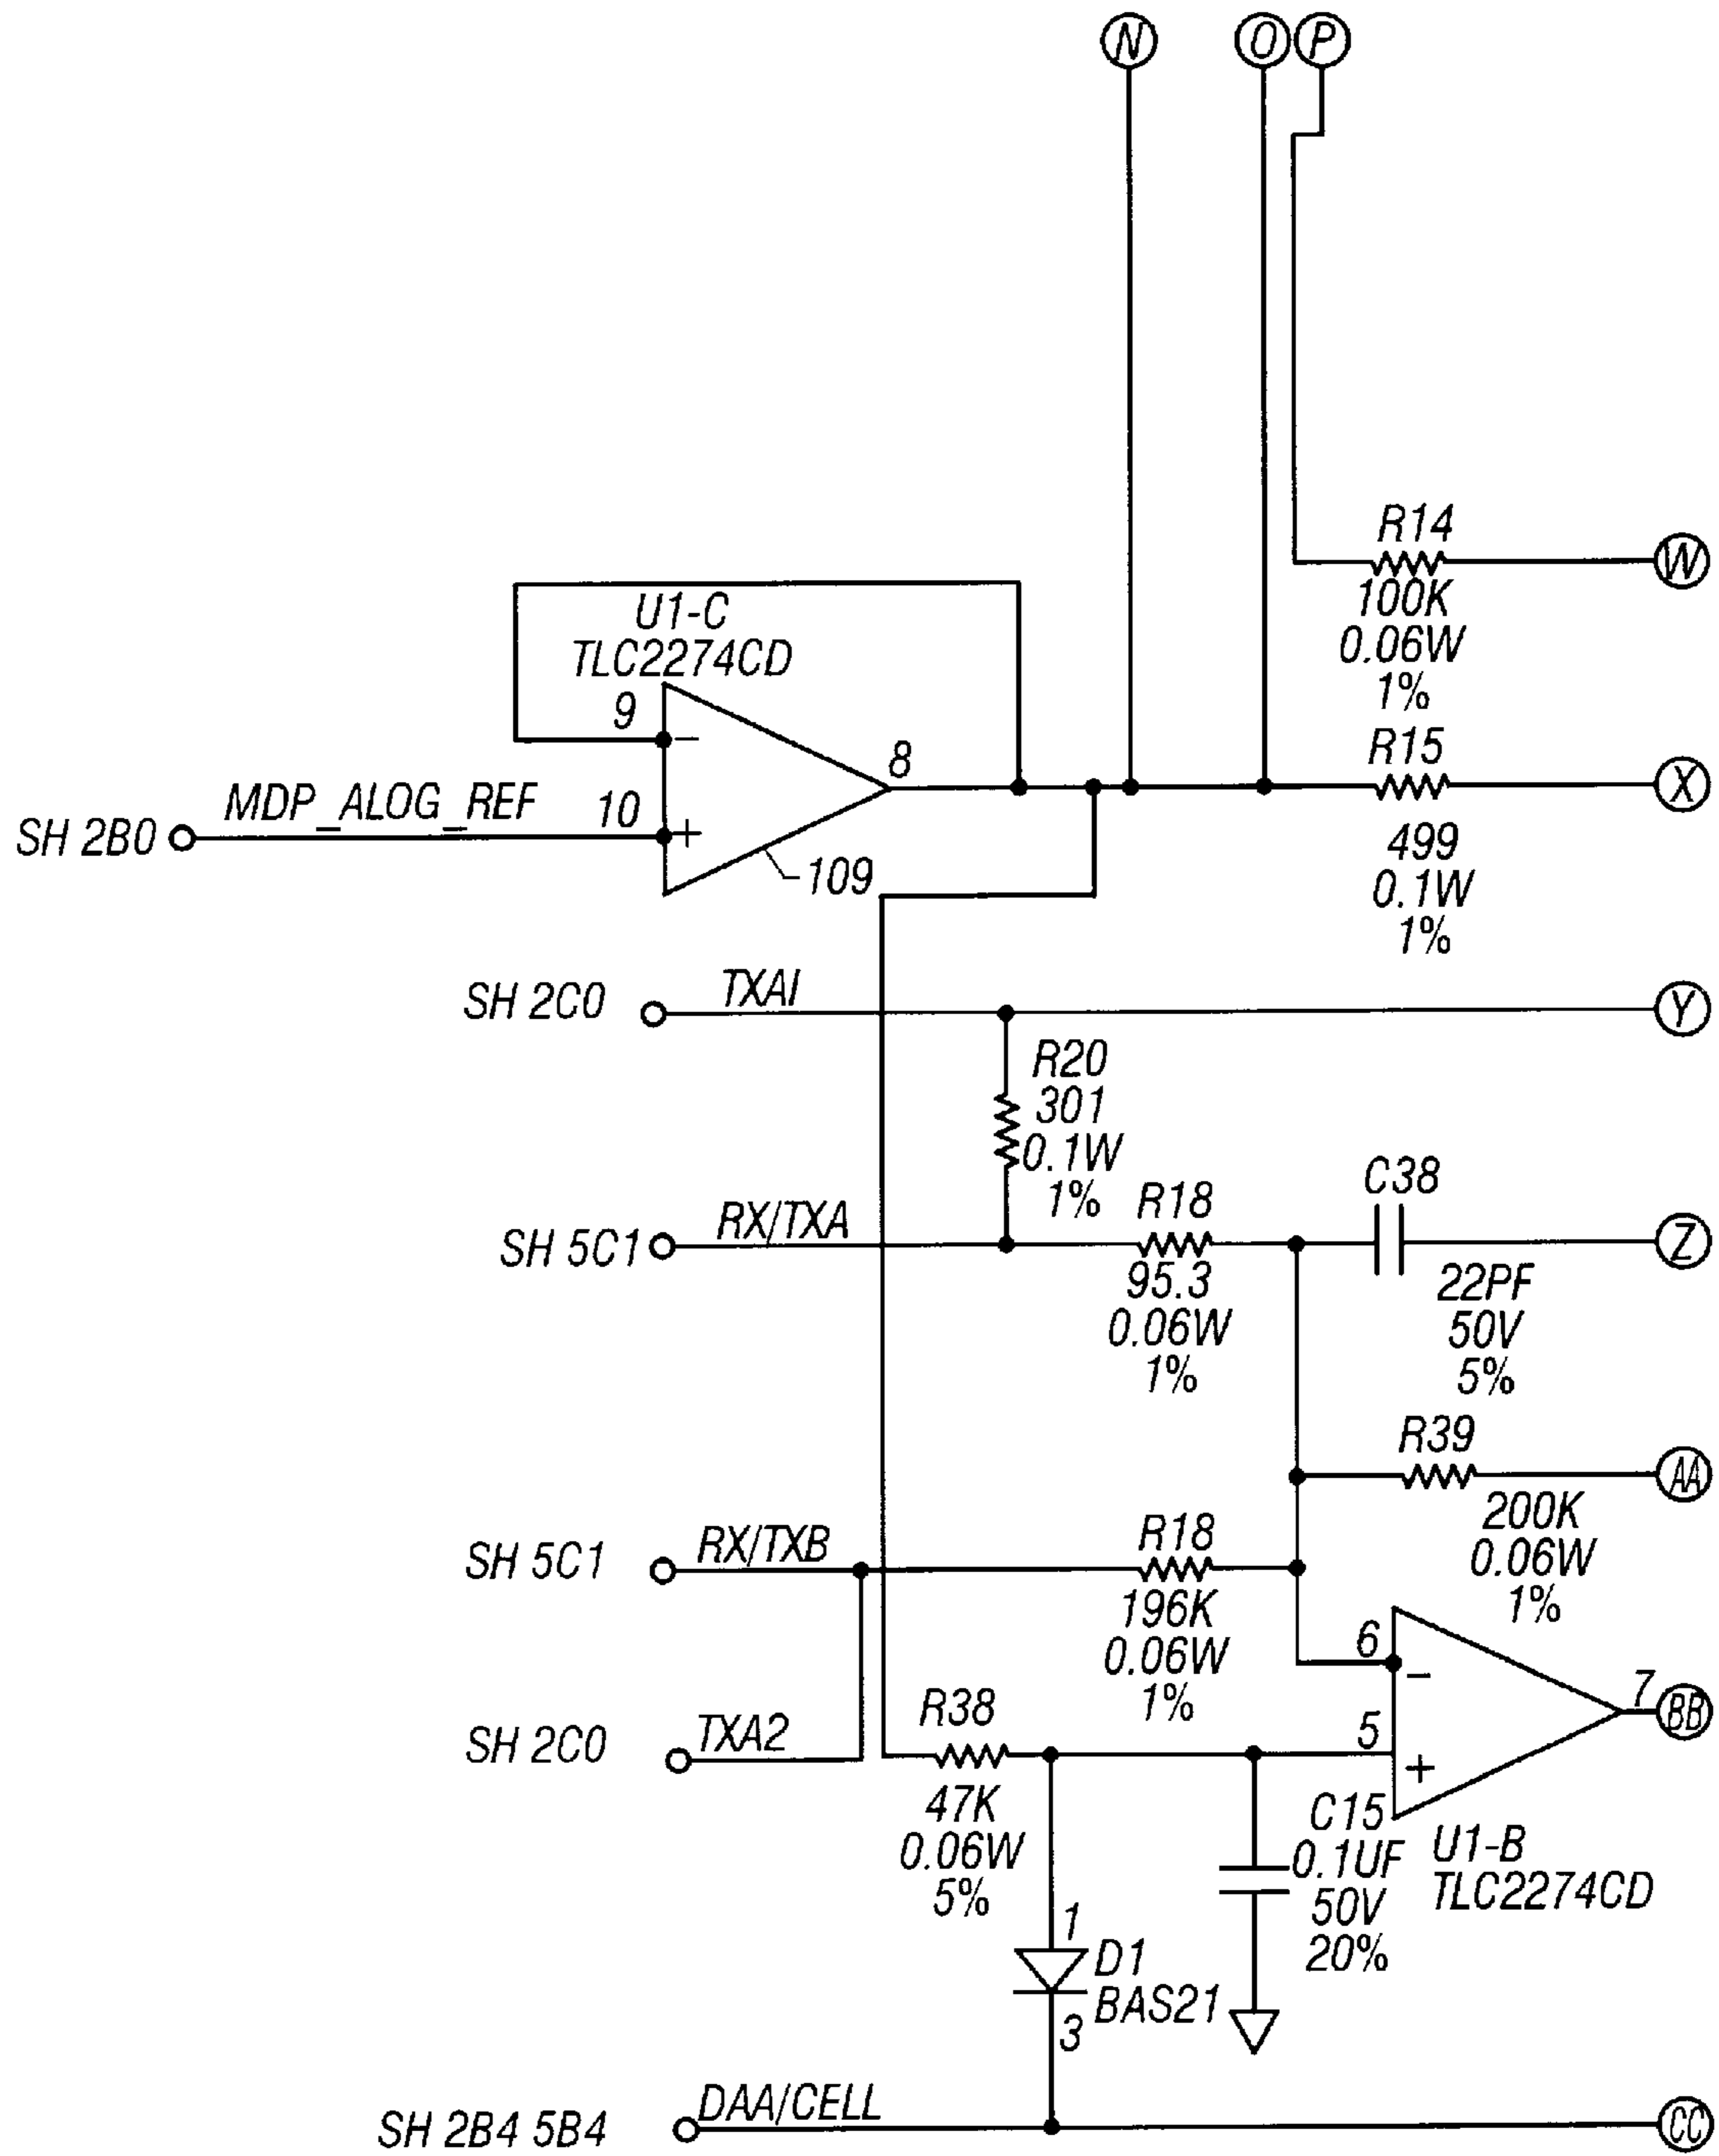 N
O
P
R14
100K
0.06W
1%
W
U1-C
TLC2274CD
9
−
8
R15
X
MDP_ALOG_REF
10
+
SH 2B0
109
499
0.1W
1%
SH 2C0
TXAI
Y
R20
301
0.1W
1%
SH 5C1
RX/TXA
R18
95.3
0.06W
1%
C38
22PF
50V
5%
Z
R39
200K
0.06W
1%
AA
SH 5C1
RX/TXB
R18
196K
0.06W
1%
6
−
7
BB
5
+
SH 2C0
TXA2
R38
47K
0.06W
5%
C15
0.1UF
50V
20%
U1-B
TLC2274CD
1
D1
BAS21
3
SH 2B4 5B4
DAA/CELL
CC